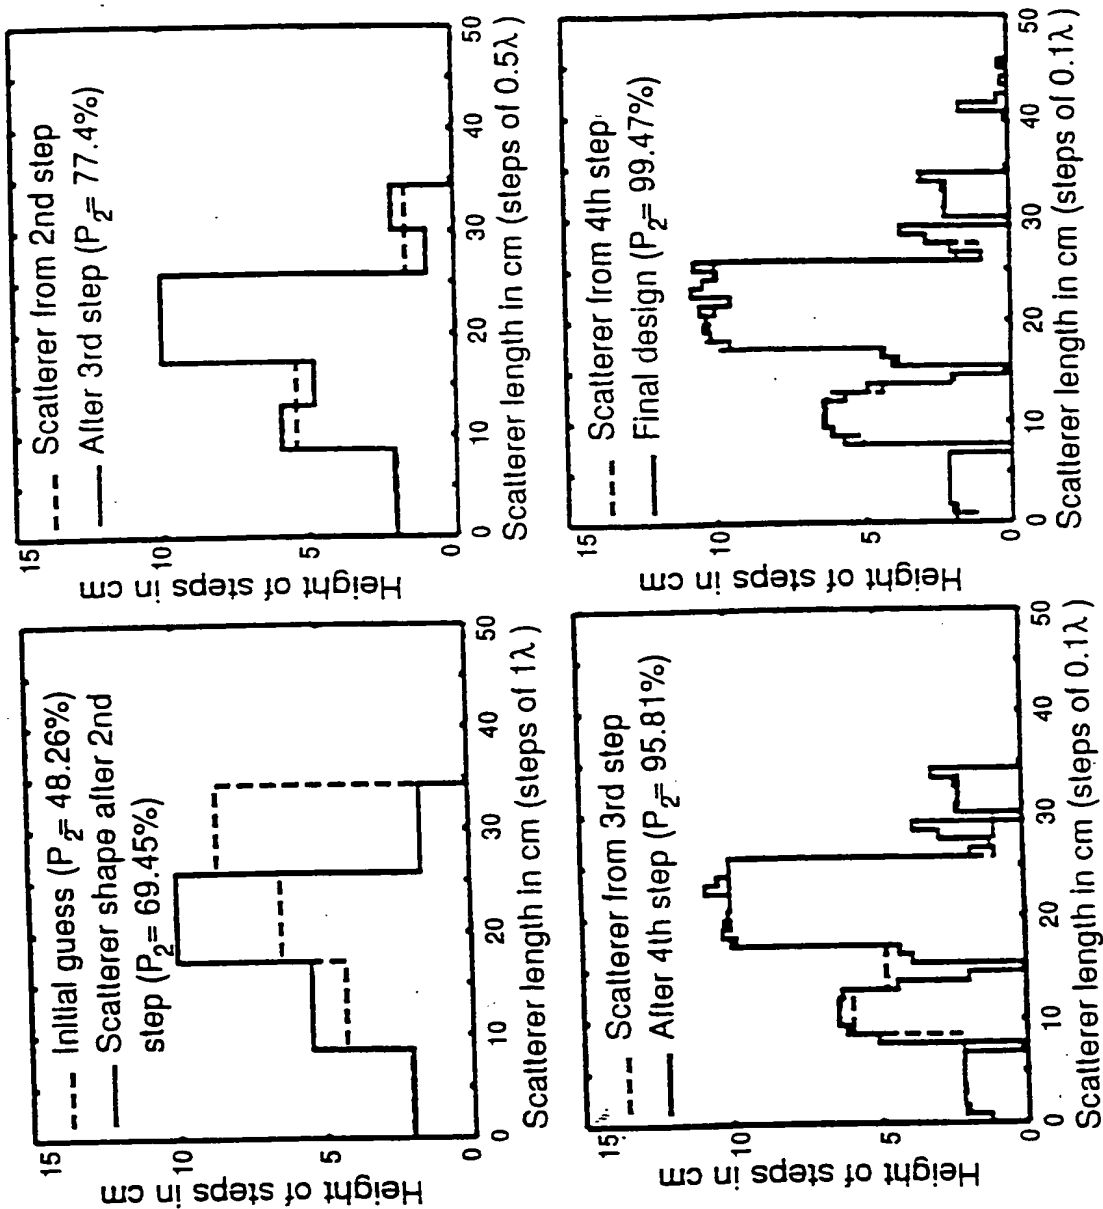 15
10
5
0
Height of steps in cm
--- Initial guess (P2= 48.26%)
— Scatterer shape after 2nd
step (P2= 69.45%)
0 10 20 30 40 50
Scatterer length in cm (steps of 1λ)
15
10
5
0
Height of steps in cm
--- Scatterer from 2nd step
— After 3rd step (P2= 77.4%)
0 10 20 30 40 50
Scatterer length in cm (steps of 0.5λ)
15
10
5
0
Height of steps in cm
--- Scatterer from 3rd step
— After 4th step (P2= 95.81%)
0 10 20 30 40 50
Scatterer length in cm (steps of 0.1λ)
15
10
5
0
Height of steps in cm
--- Scatterer from 4th step
— Final design (P2= 99.47%)
0 10 20 30 40 50
Scatterer length in cm (steps of 0.1λ)